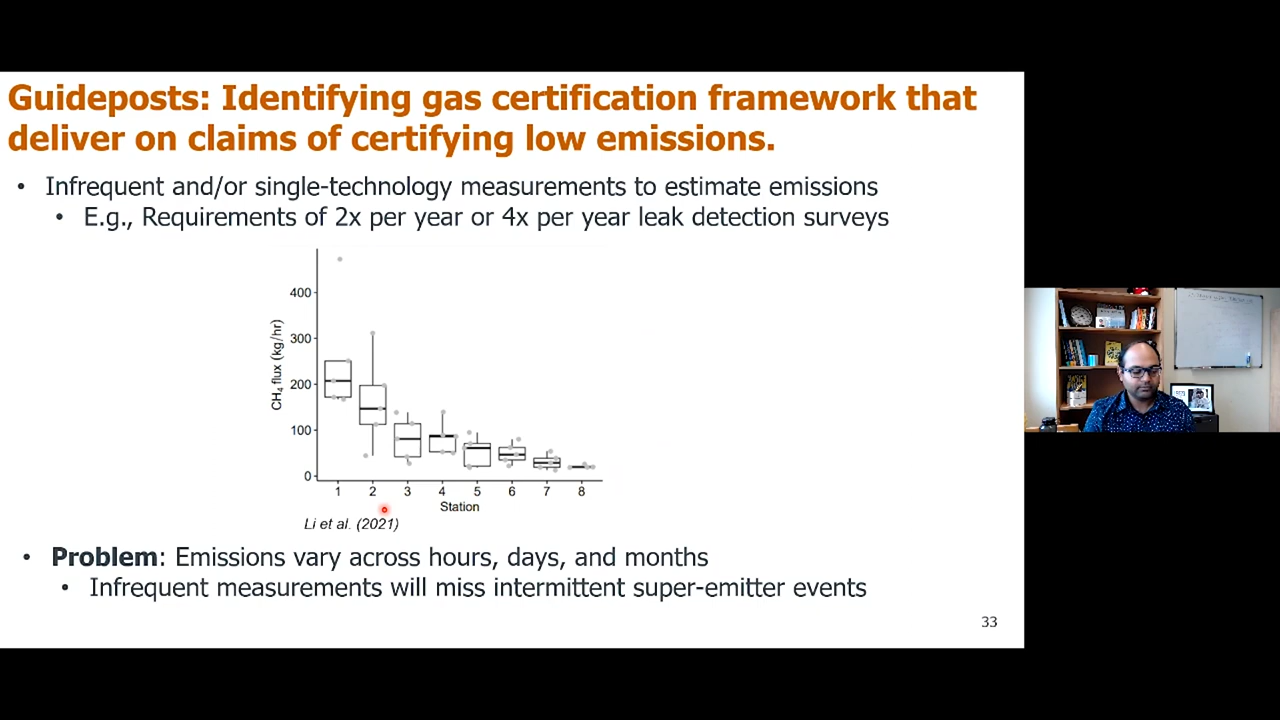 Guideposts: Identifying gas certification framework that
deliver on claims of certifying low emissions.
• Infrequent and/or single-technology measurements to estimate emissions
• E.g., Requirements of 2x per year or 4x per year leak detection surveys
CH4 flux (kg/hr)
400
300
200
100
0
1 2 3 4 5 6 7 8
Station
Li et al. (2021)
• Problem: Emissions vary across hours, days, and months
• Infrequent measurements will miss intermittent super-emitter events
33